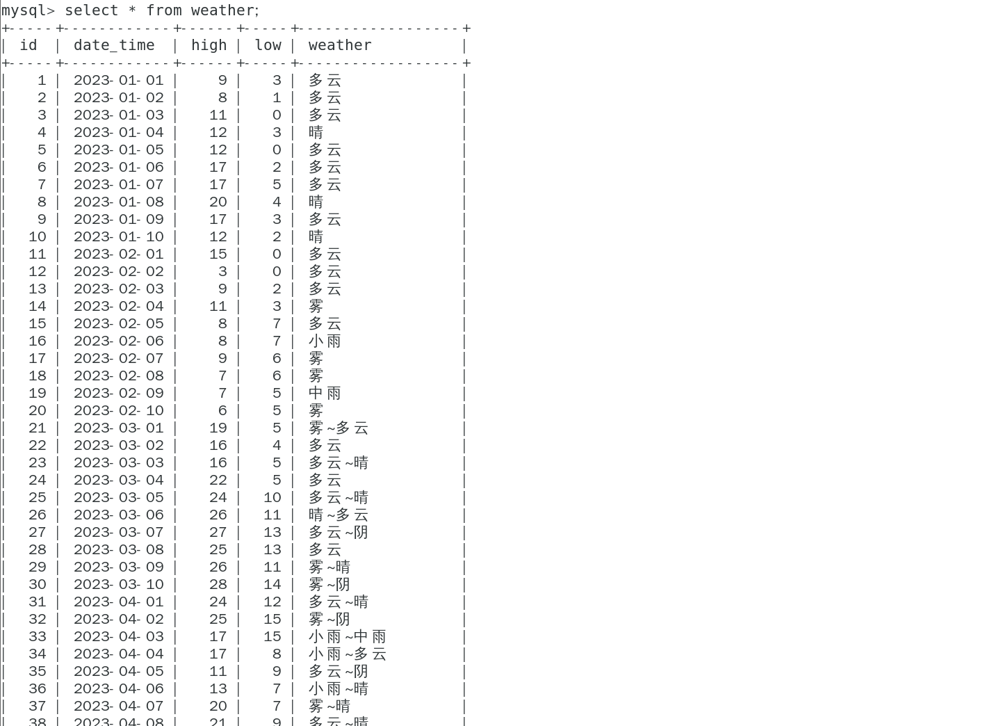 mysql> select * from weather;
+-----+------------+------+-----+------------------+
| id | date_time | high | low | weather |
+-----+------------+------+-----+------------------+
| 1 | 2023-01-01 | 9 | 3 | 多云 |
| 2 | 2023-01-02 | 8 | 1 | 多云 |
| 3 | 2023-01-03 | 11 | 0 | 多云 |
| 4 | 2023-01-04 | 12 | 3 | 晴 |
| 5 | 2023-01-05 | 12 | 0 | 多云 |
| 6 | 2023-01-06 | 17 | 2 | 多云 |
| 7 | 2023-01-07 | 17 | 5 | 多云 |
| 8 | 2023-01-08 | 20 | 4 | 晴 |
| 9 | 2023-01-09 | 17 | 3 | 多云 |
| 10 | 2023-01-10 | 12 | 2 | 晴 |
| 11 | 2023-02-01 | 15 | 0 | 多云 |
| 12 | 2023-02-02 | 3 | 0 | 多云 |
| 13 | 2023-02-03 | 9 | 2 | 多云 |
| 14 | 2023-02-04 | 11 | 3 | 雾 |
| 15 | 2023-02-05 | 8 | 7 | 多云 |
| 16 | 2023-02-06 | 8 | 7 | 小雨 |
| 17 | 2023-02-07 | 9 | 6 | 雾 |
| 18 | 2023-02-08 | 7 | 6 | 雾 |
| 19 | 2023-02-09 | 7 | 5 | 中雨 |
| 20 | 2023-02-10 | 6 | 5 | 雾 |
| 21 | 2023-03-01 | 19 | 5 | 雾~多云 |
| 22 | 2023-03-02 | 16 | 4 | 多云 |
| 23 | 2023-03-03 | 16 | 5 | 多云~晴 |
| 24 | 2023-03-04 | 22 | 5 | 多云 |
| 25 | 2023-03-05 | 24 | 10 | 多云~晴 |
| 26 | 2023-03-06 | 26 | 11 | 晴~多云 |
| 27 | 2023-03-07 | 27 | 13 | 多云~阴 |
| 28 | 2023-03-08 | 25 | 13 | 多云 |
| 29 | 2023-03-09 | 26 | 11 | 雾~晴 |
| 30 | 2023-03-10 | 28 | 14 | 雾~阴 |
| 31 | 2023-04-01 | 24 | 12 | 多云~晴 |
| 32 | 2023-04-02 | 25 | 15 | 雾~阴 |
| 33 | 2023-04-03 | 17 | 15 | 小雨~中雨 |
| 34 | 2023-04-04 | 17 | 8 | 小雨~多云 |
| 35 | 2023-04-05 | 11 | 9 | 多云~阴 |
| 36 | 2023-04-06 | 13 | 7 | 小雨~晴 |
| 37 | 2023-04-07 | 20 | 7 | 雾~晴 |
| 38 | 2023-04-08 | 21 | 9 | 多云~晴 |